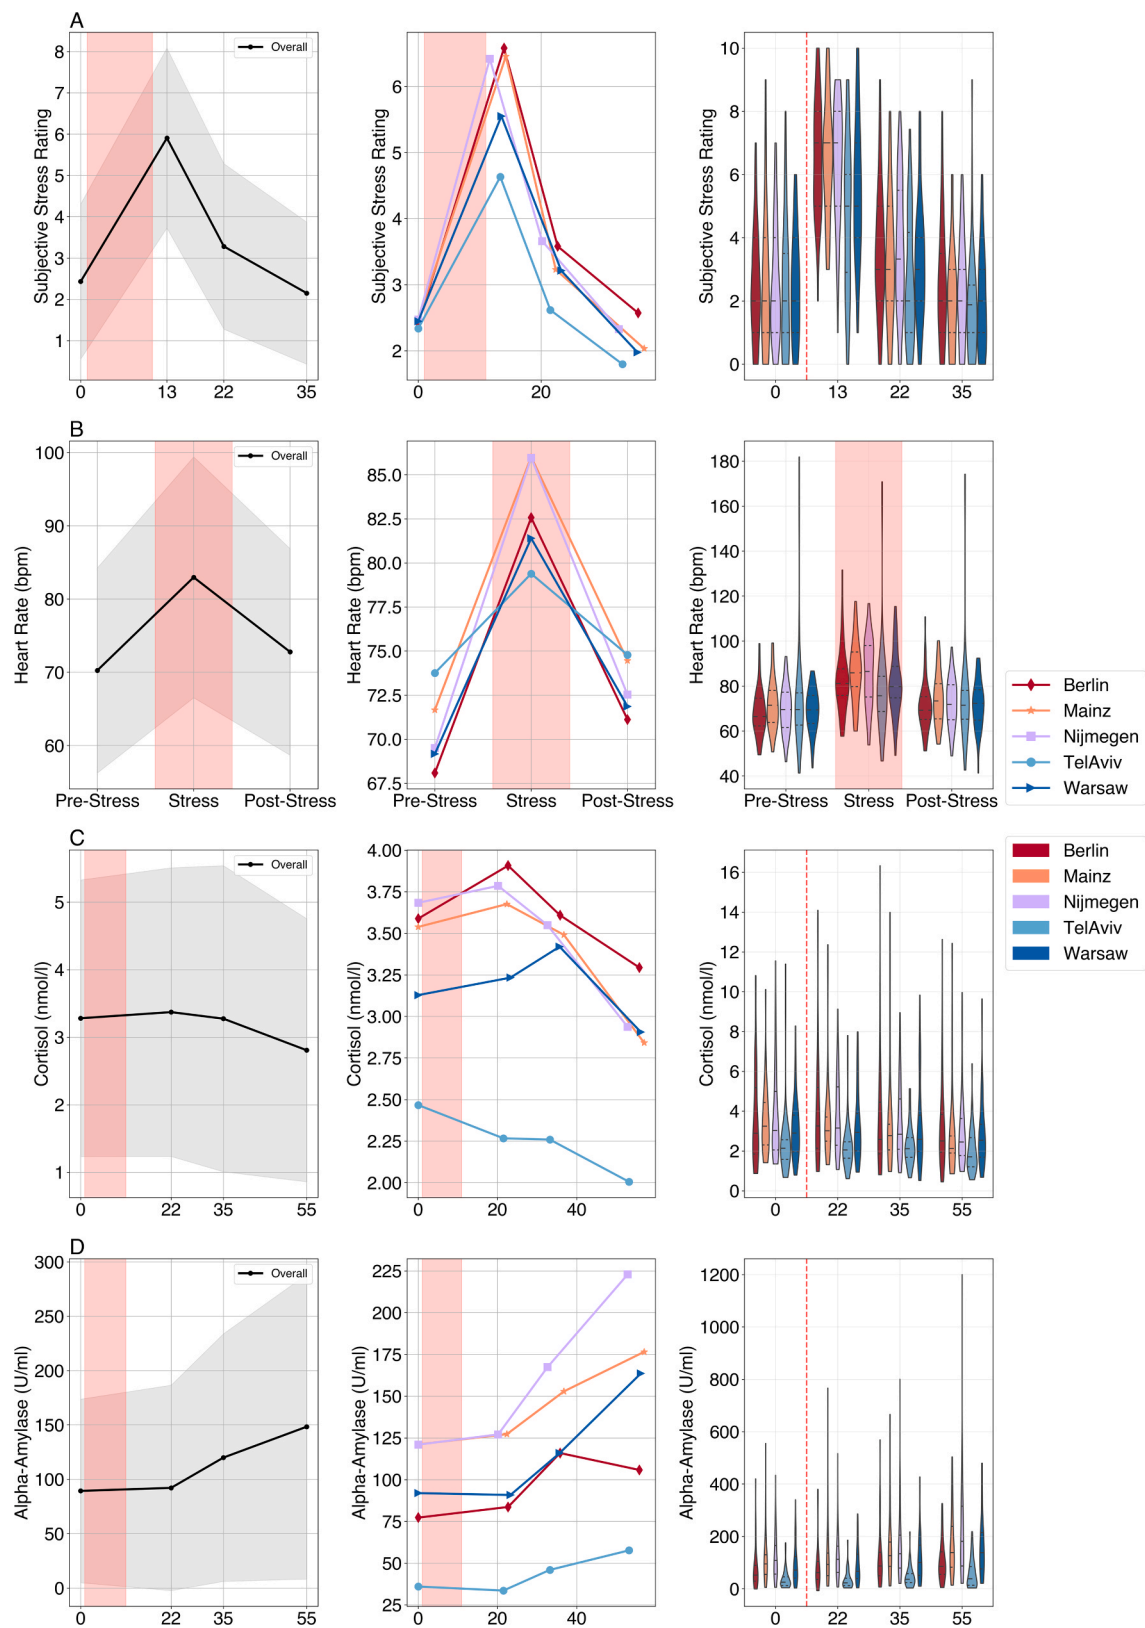 A
Subjective Stress Rating
8
7
6
5
4
3
2
1
0 13 22 35
Overall
Subjective Stress Rating
6
5
4
3
2
0 20
Subjective Stress Rating
10
8
6
4
2
0
0 13 22 35
B
Heart Rate (bpm)
100
90
80
70
60
Pre-Stress Stress Post-Stress
Overall
Heart Rate (bpm)
85.0
82.5
80.0
77.5
75.0
72.5
70.0
67.5
Pre-Stress Stress Post-Stress
Heart Rate (bpm)
180
160
140
120
100
80
60
40
Pre-Stress Stress Post-Stress
Berlin
Mainz
Nijmegen
TelAviv
Warsaw
C
Cortisol (nmol/l)
5
4
3
2
1
0 22 35 55
Overall
Cortisol (nmol/l)
4.00
3.75
3.50
3.25
3.00
2.75
2.50
2.25
2.00
0 20 40
Cortisol (nmol/l)
16
14
12
10
8
6
4
2
0
0 22 35 55
Berlin
Mainz
Nijmegen
TelAviv
Warsaw
D
Alpha-Amylase (U/ml)
300
250
200
150
100
50
0
0 22 35 55
Overall
Alpha-Amylase (U/ml)
225
200
175
150
125
100
75
50
25
0 20 40
Alpha-Amylase (U/ml)
1200
1000
800
600
400
200
0
0 22 35 55